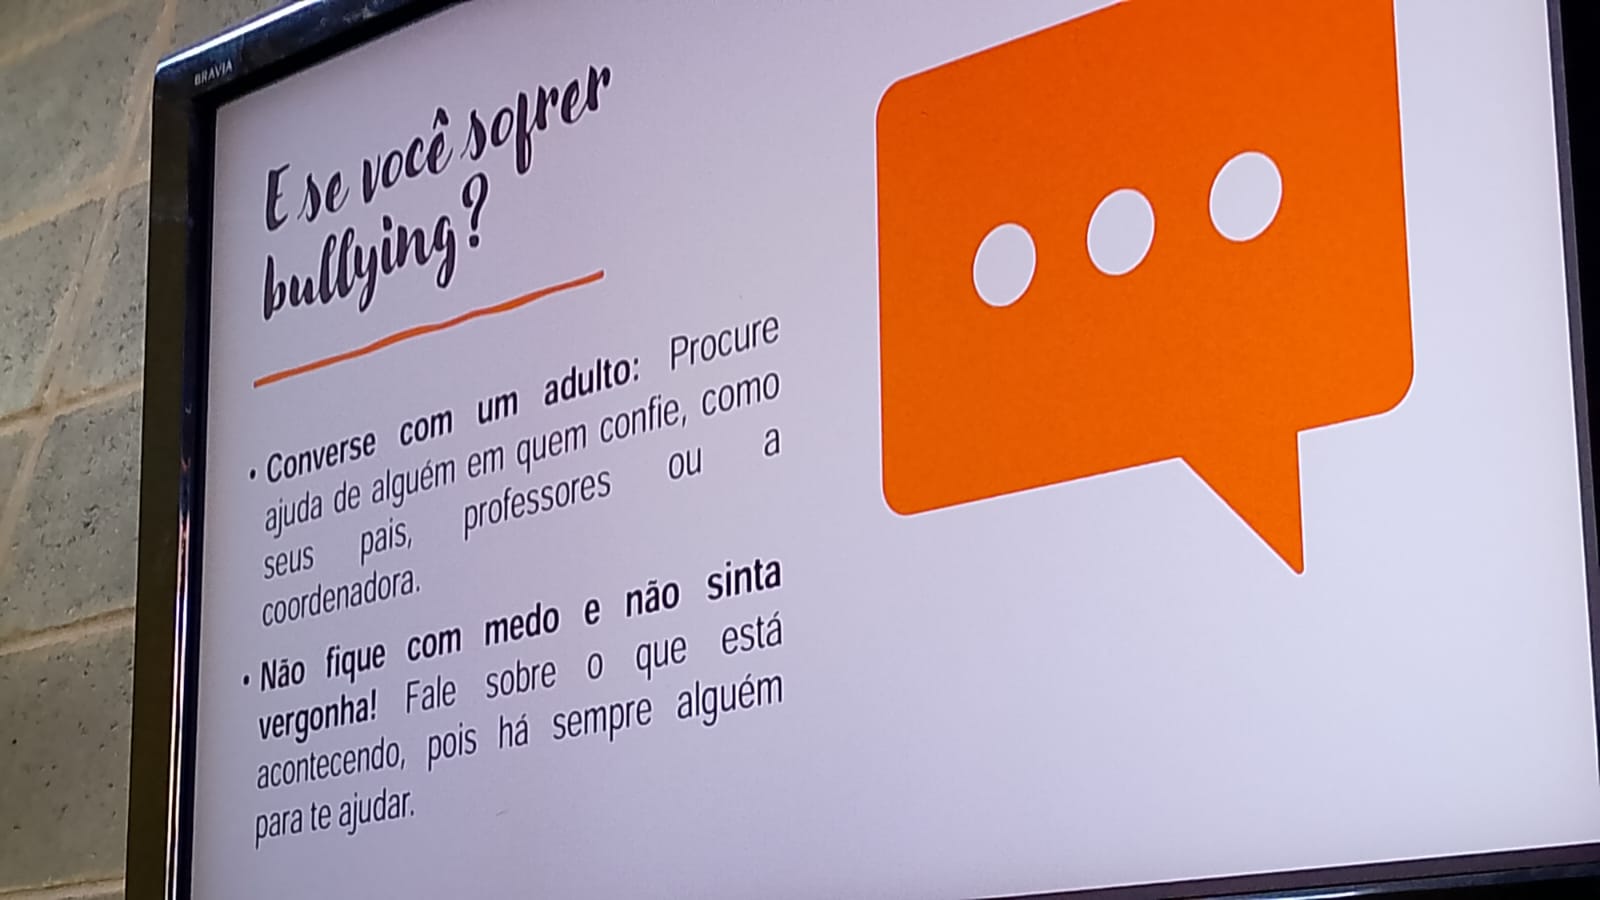 BRAVIA
E se você sofrer
bullying?
• Converse com um adulto: Procure
ajuda de alguém em quem confie, como
seus pais, professores ou a
coordenadora.
• Não fique com medo e não sinta
vergonha! Fale sobre o que está
acontecendo, pois há sempre alguém
para te ajudar.